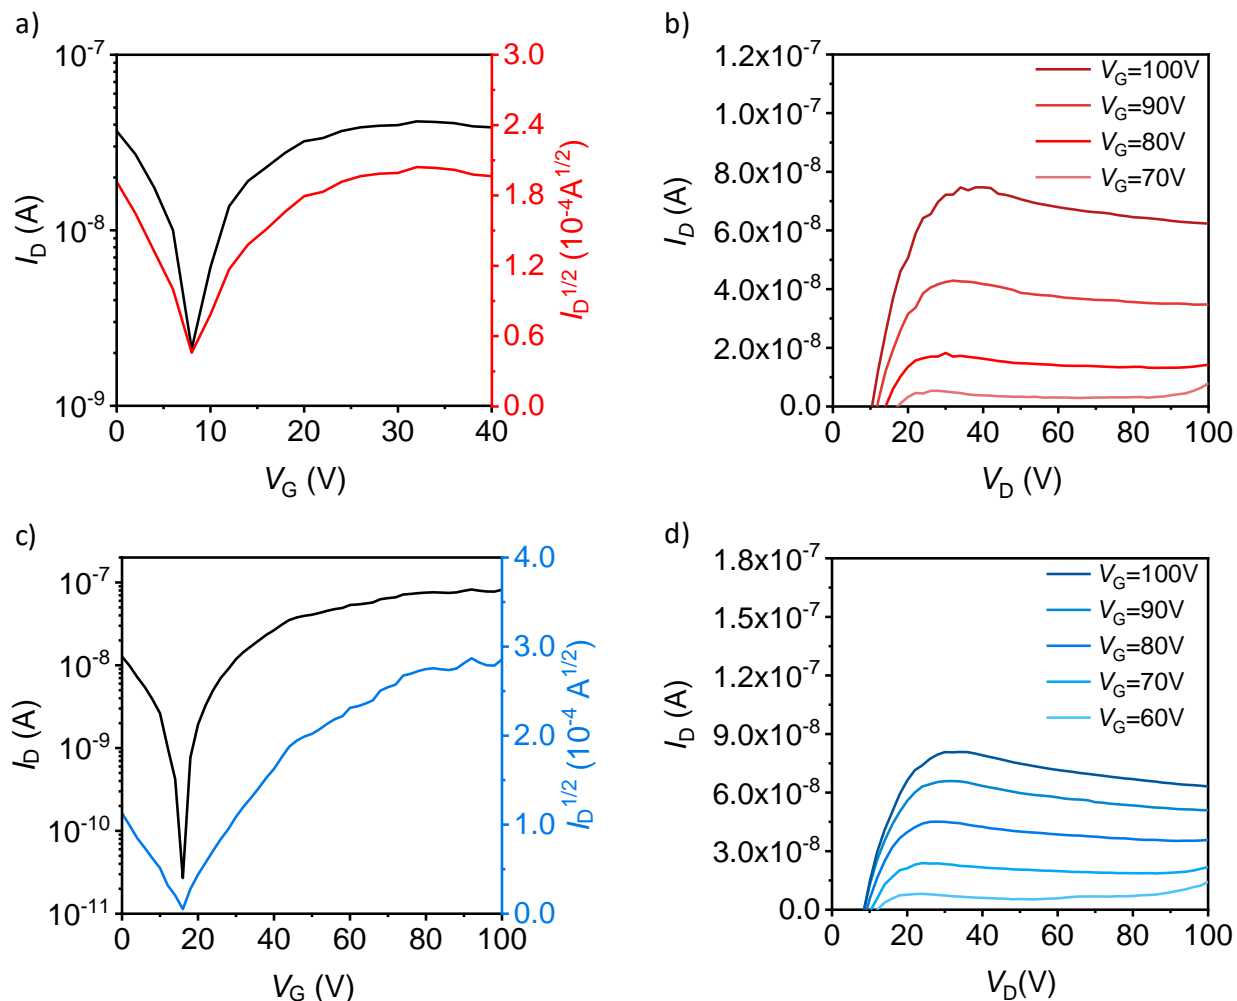 a)
10⁻⁷
10⁻⁸
10⁻⁹
I_D (A)
0 10 20 30 40
V_G (V)
3.0
2.4
1.8
1.2
0.6
0.0
I_D^1/2 (10⁻⁴A^1/2)
b)
1.2x10⁻⁷
1.0x10⁻⁷
8.0x10⁻⁸
6.0x10⁻⁸
4.0x10⁻⁸
2.0x10⁻⁸
0.0
I_D (A)
0 20 40 60 80 100
V_D (V)
V_G=100V
V_G=90V
V_G=80V
V_G=70V
c)
10⁻⁷
10⁻⁸
10⁻⁹
10⁻¹⁰
10⁻¹¹
I_D (A)
0 20 40 60 80 100
V_G (V)
4.0
3.0
2.0
1.0
0.0
I_D^1/2 (10⁻⁴ A^1/2)
d)
1.8x10⁻⁷
1.5x10⁻⁷
1.2x10⁻⁷
9.0x10⁻⁸
6.0x10⁻⁸
3.0x10⁻⁸
0.0
I_D (A)
0 20 40 60 80 100
V_D(V)
V_G=100V
V_G=90V
V_G=80V
V_G=70V
V_G=60V